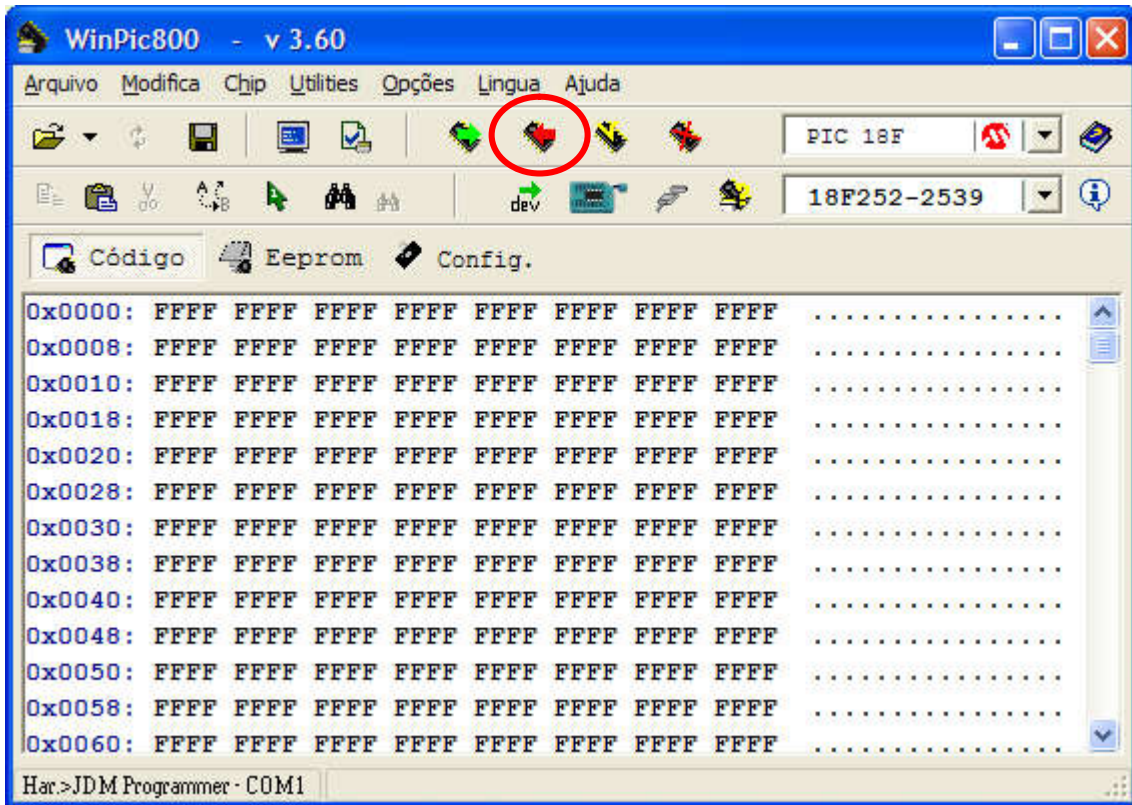 WinPic800 - v 3.60
Arquivo Modifica Chip Utilities Opções Lingua Ajuda
PIC 18F
dev 18F252-2539
Código Eeprom Config.
0x0000: FFFF FFFF FFFF FFFF FFFF FFFF FFFF FFFF ................
0x0008: FFFF FFFF FFFF FFFF FFFF FFFF FFFF FFFF ................
0x0010: FFFF FFFF FFFF FFFF FFFF FFFF FFFF FFFF ................
0x0018: FFFF FFFF FFFF FFFF FFFF FFFF FFFF FFFF ................
0x0020: FFFF FFFF FFFF FFFF FFFF FFFF FFFF FFFF ................
0x0028: FFFF FFFF FFFF FFFF FFFF FFFF FFFF FFFF ................
0x0030: FFFF FFFF FFFF FFFF FFFF FFFF FFFF FFFF ................
0x0038: FFFF FFFF FFFF FFFF FFFF FFFF FFFF FFFF ................
0x0040: FFFF FFFF FFFF FFFF FFFF FFFF FFFF FFFF ................
0x0048: FFFF FFFF FFFF FFFF FFFF FFFF FFFF FFFF ................
0x0050: FFFF FFFF FFFF FFFF FFFF FFFF FFFF FFFF ................
0x0058: FFFF FFFF FFFF FFFF FFFF FFFF FFFF FFFF ................
0x0060: FFFF FFFF FFFF FFFF FFFF FFFF FFFF FFFF ................
Har.>JDM Programmer - COM1